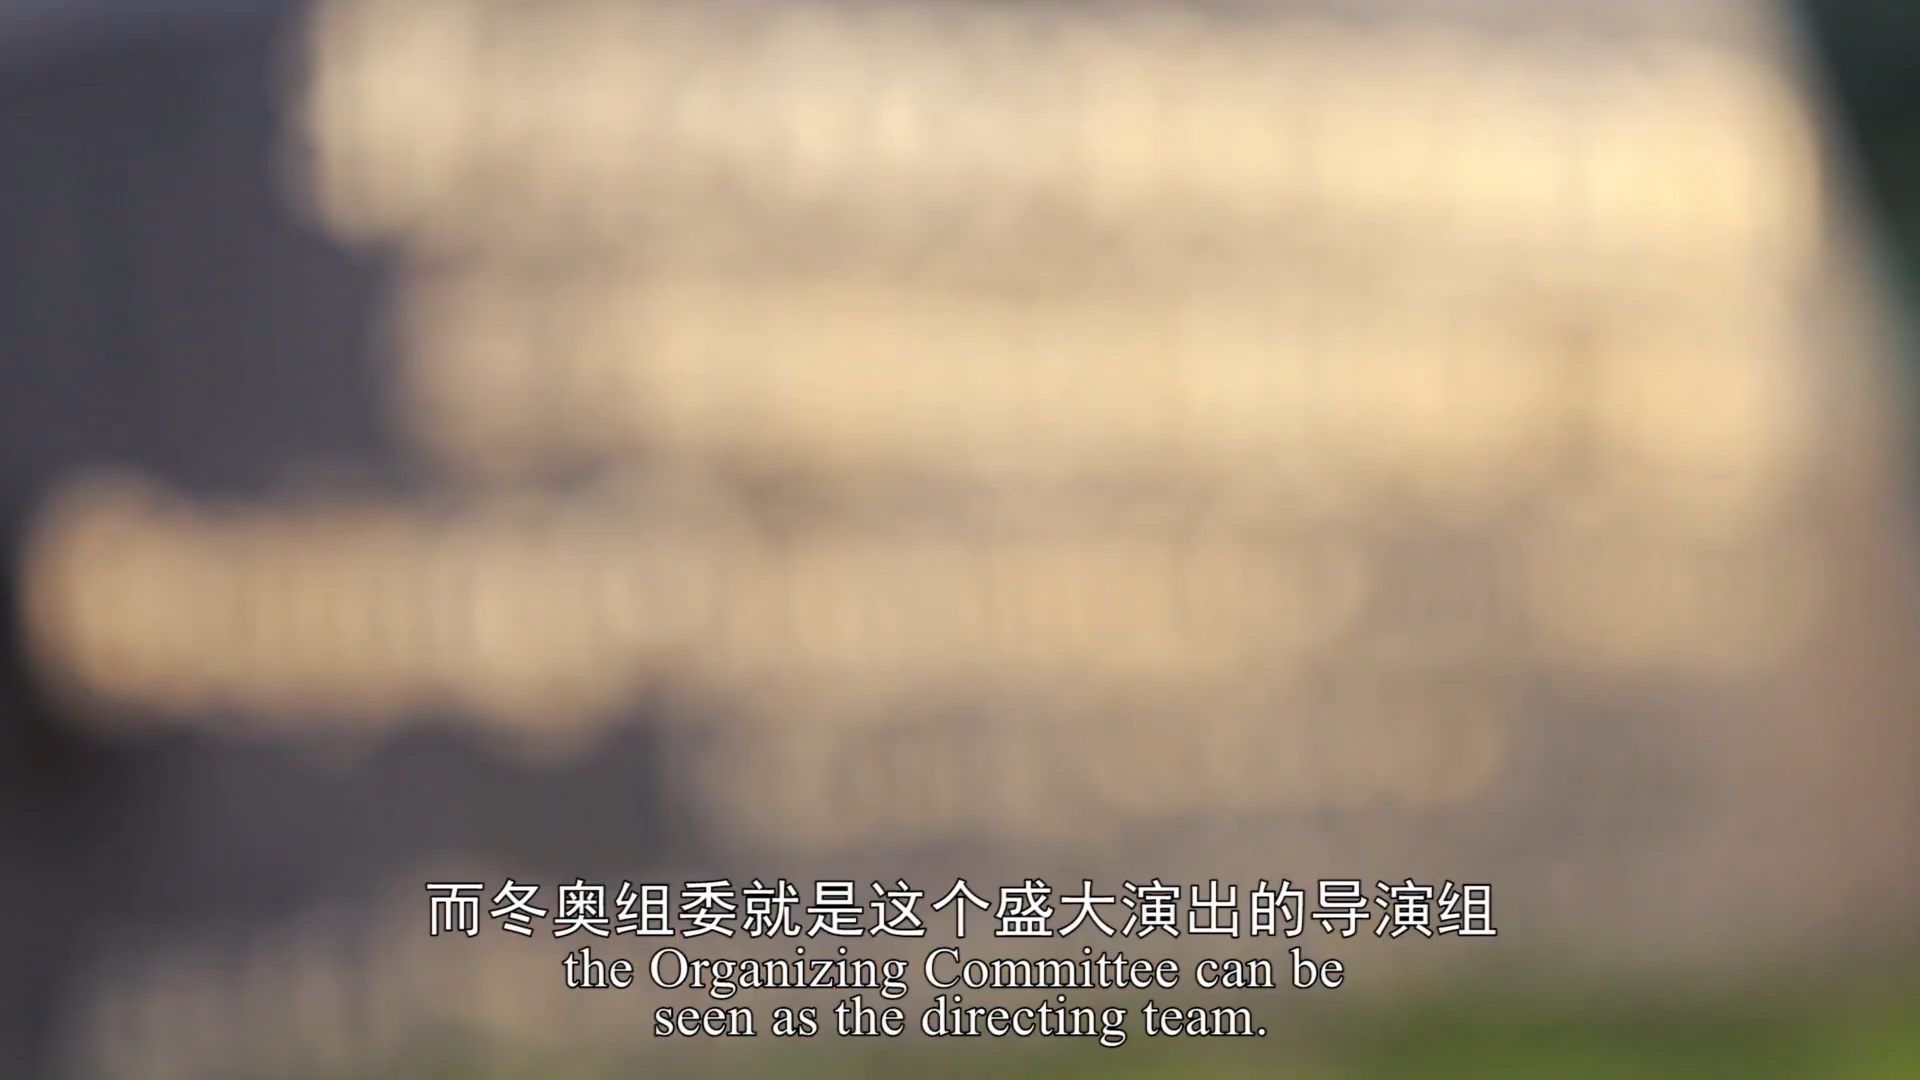 而冬奥组委就是这个盛大演出的导演组
the Organizing Committee can be
seen as the directing team.